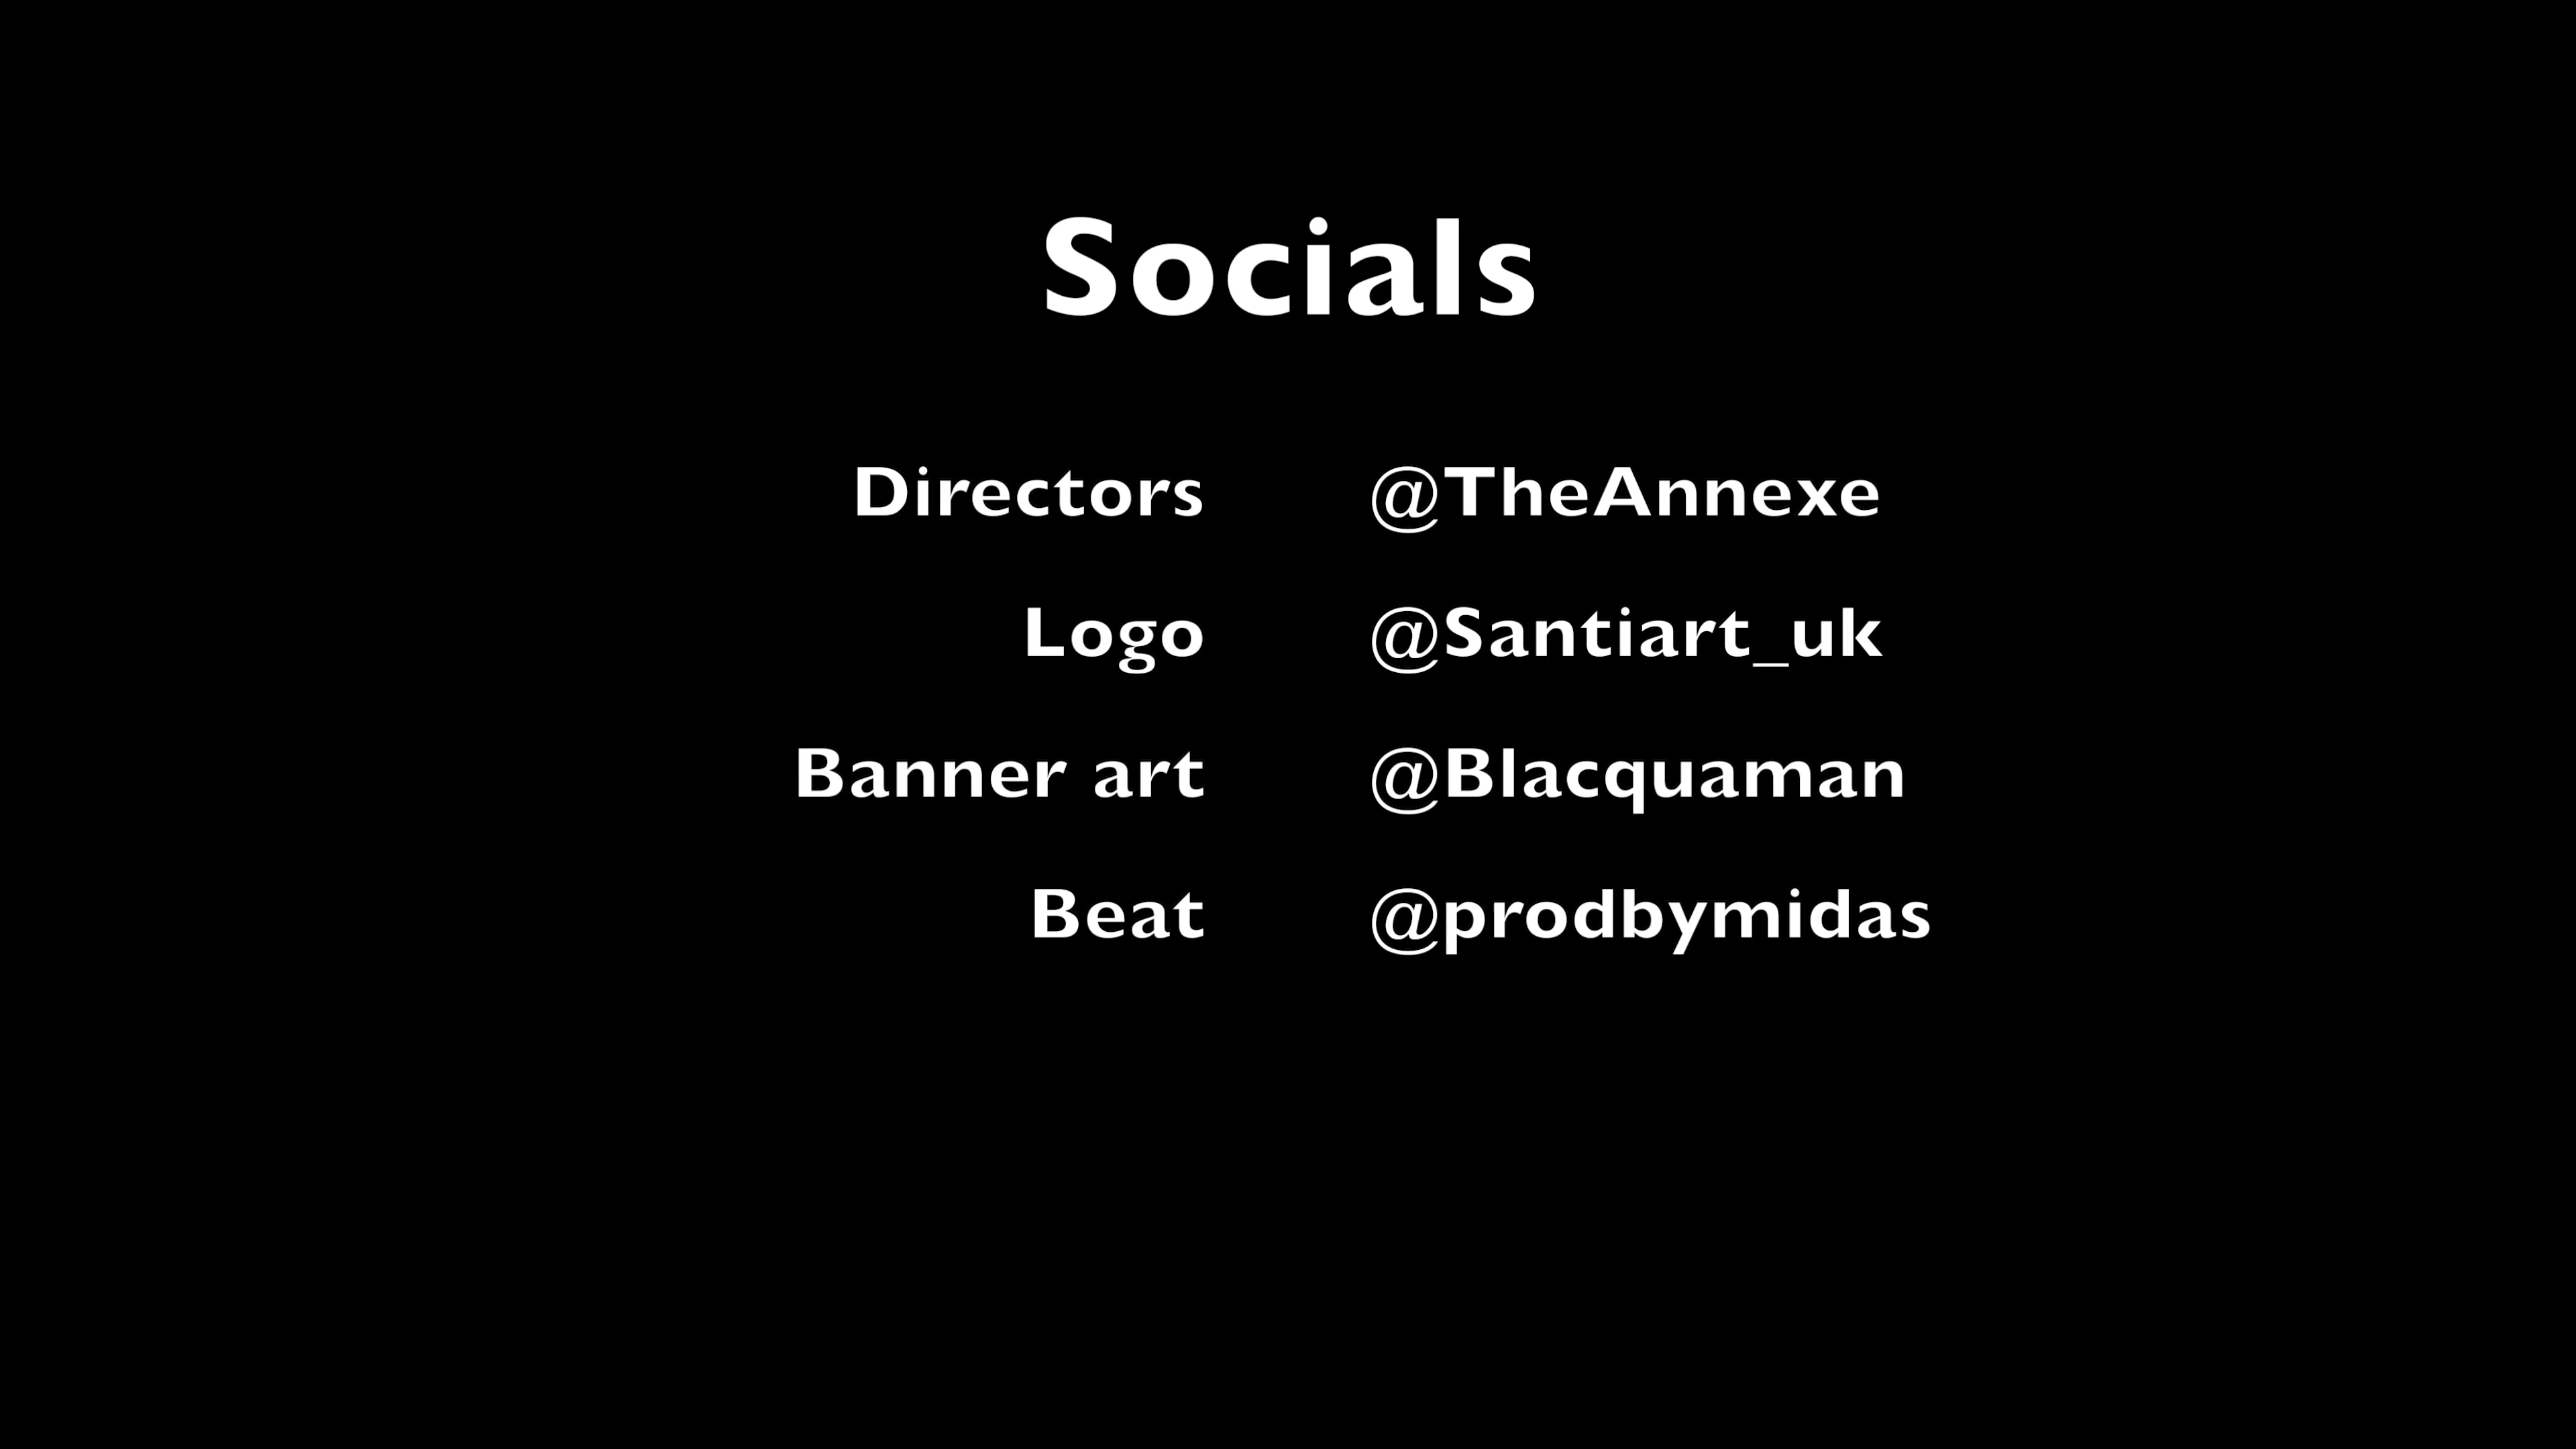 Socials
Directors @TheAnnexe
Logo @Santiart_uk
Banner art @Blacquaman
Beat @prodbymidas